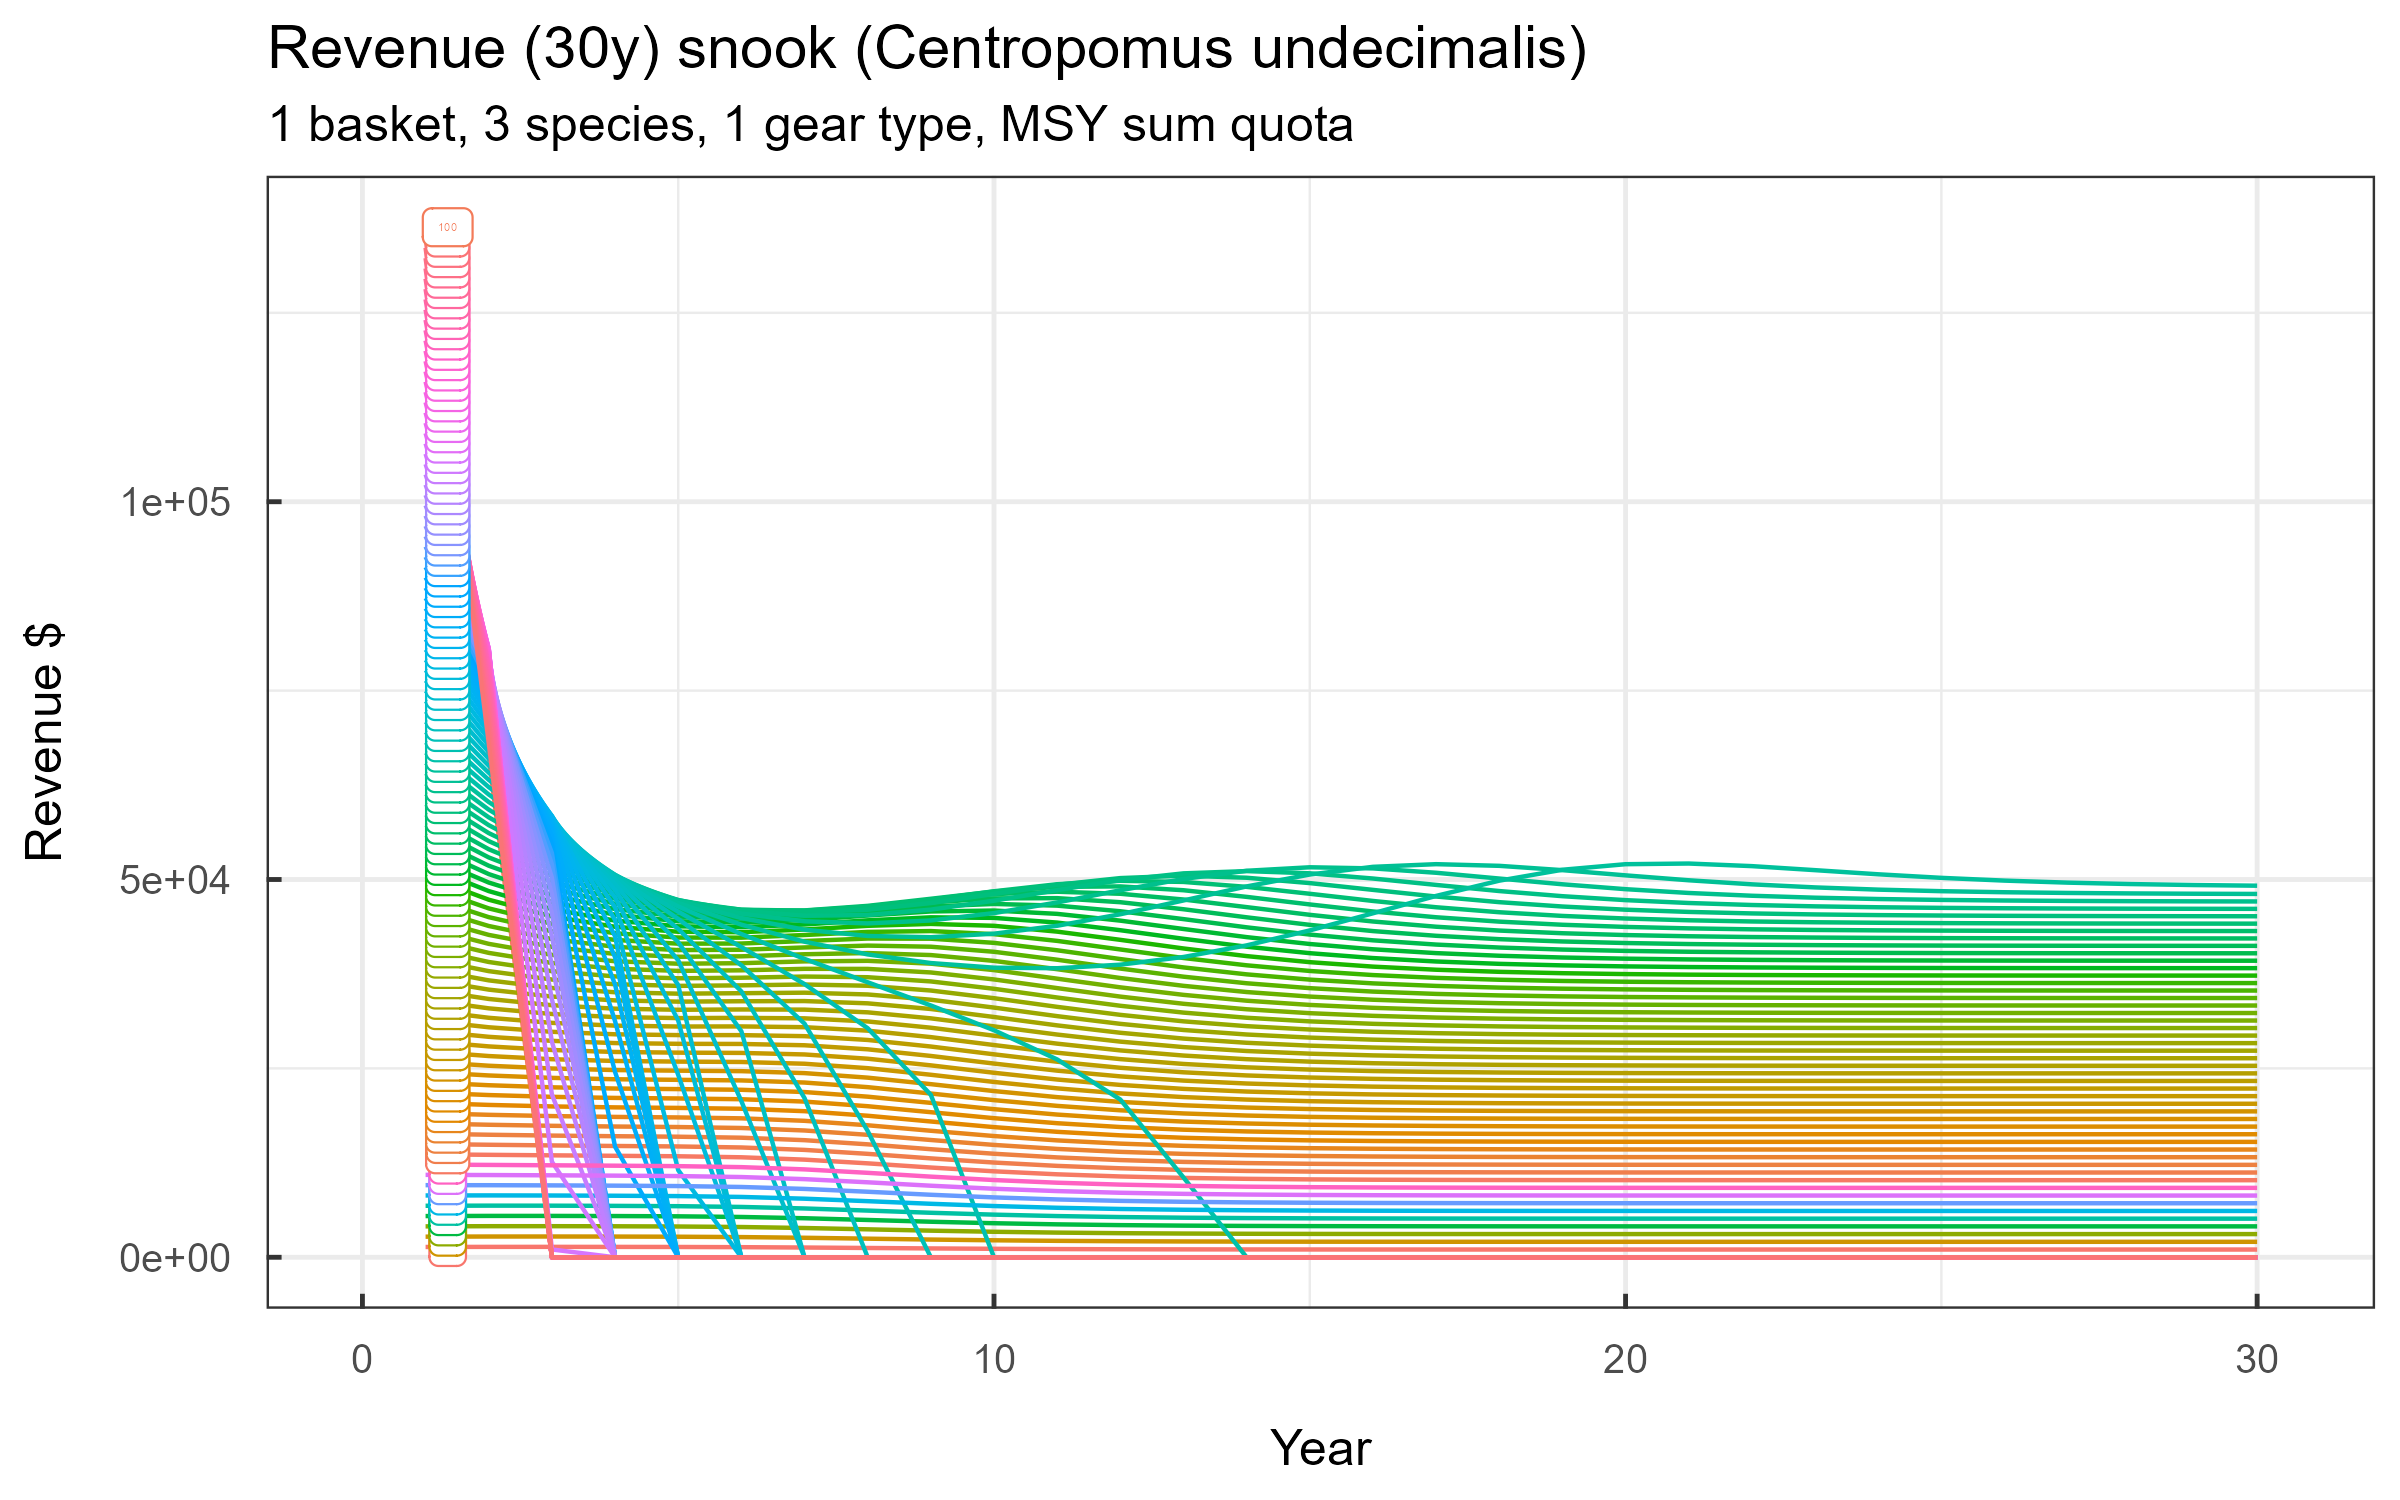 Revenue (30y) snook (Centropomus undecimalis)
1 basket, 3 species, 1 gear type, MSY sum quota
100
1e+05
5e+04
0e+00
Revenue $
0 10 20 30
Year